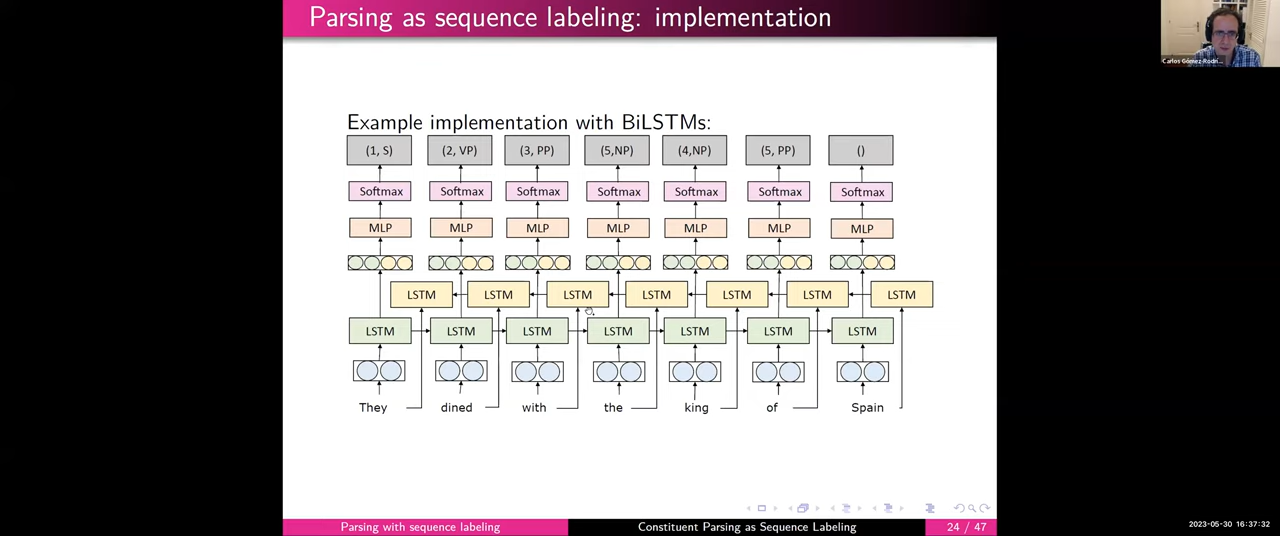 Parsing as sequence labeling: implementation
Carlos Gómez-Rodrí...
Example implementation with BiLSTMs:
(1, S) (2, VP) (3, PP) (5,NP) (4,NP) (5, PP) ()
Softmax Softmax Softmax Softmax Softmax Softmax Softmax
MLP MLP MLP MLP MLP MLP MLP
LSTM LSTM LSTM LSTM LSTM LSTM LSTM
LSTM LSTM LSTM LSTM LSTM LSTM LSTM
They dined with the king of Spain
Parsing with sequence labeling Constituent Parsing as Sequence Labeling 24 / 47
2023-05-30 16:37:32